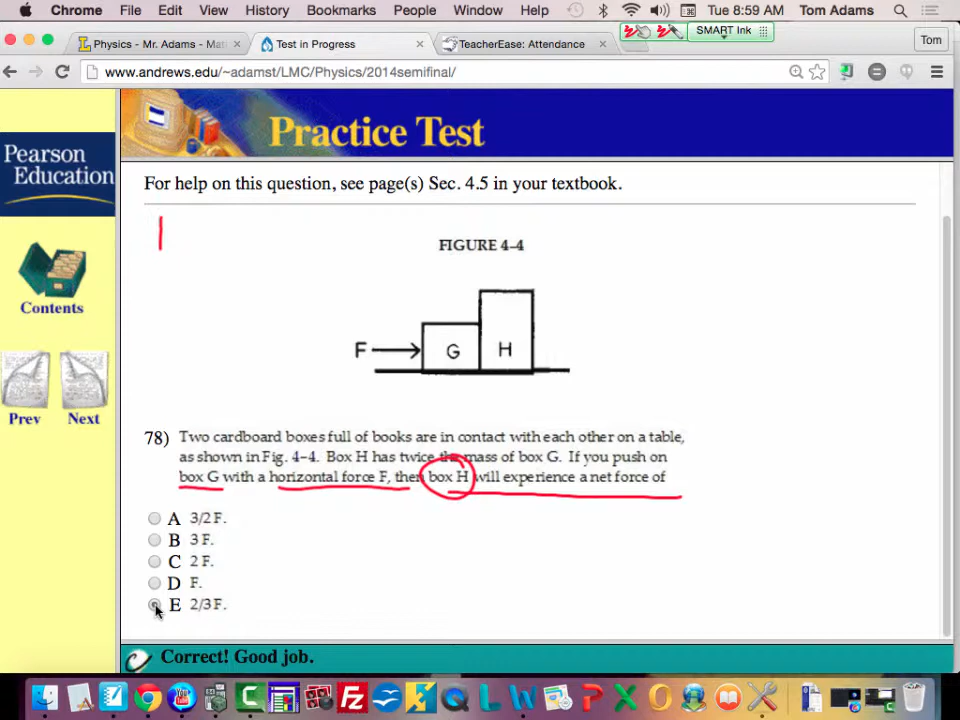 Chrome File Edit View History Bookmarks People Window Help Tue 8:59 AM Tom Adams
Physics - Mr. Adams - Mat
Test in Progress
TeacherEase: Attendance
SMART Ink
Tom
www.andrews.edu/~adamst/LMC/Physics/2014semifinal/
Pearson
Education
Contents
Prev Next
Practice Test
For help on this question, see page(s) Sec. 4.5 in your textbook.
FIGURE 4-4
F G H
78) Two cardboard boxes full of books are in contact with each other on a table,
as shown in Fig. 4-4. Box H has twice the mass of box G. If you push on
box G with a horizontal force F, then box H will experience a net force of
A 3/2 F.
B 3 F.
C 2 F.
D F.
E 2/3 F.
Correct! Good job.